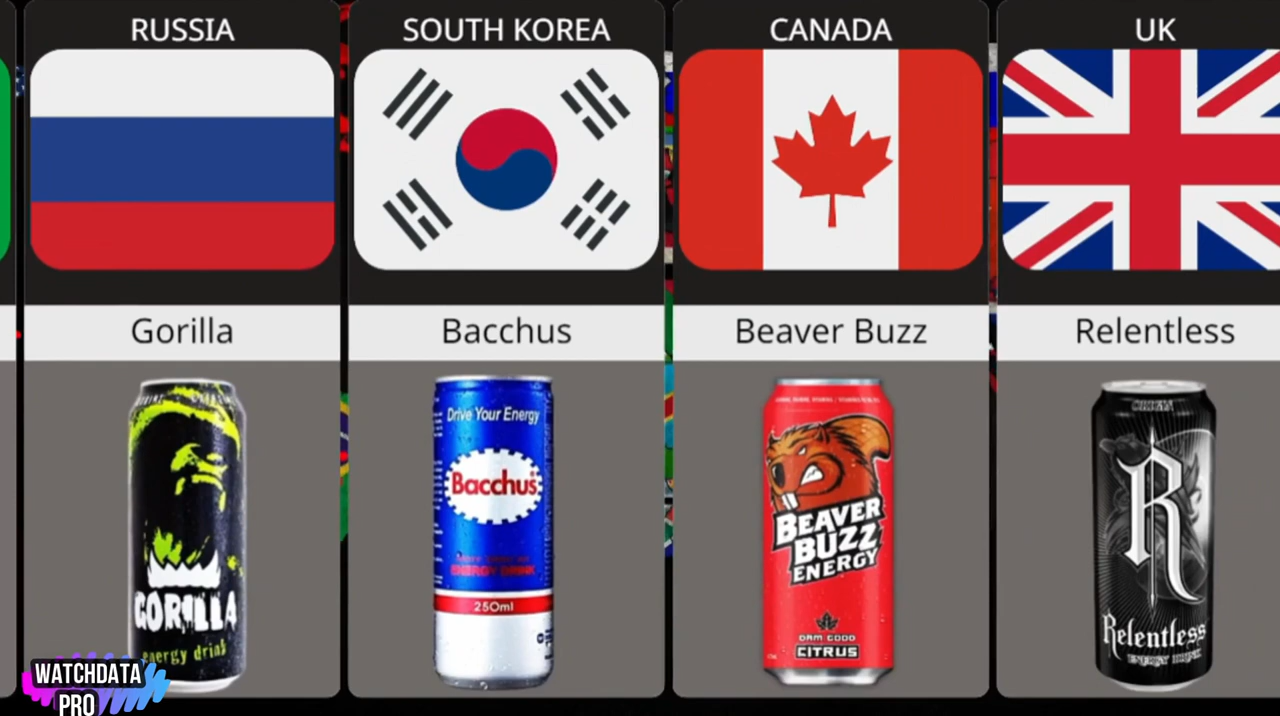 RUSSIA
SOUTH KOREA
CANADA
UK
Gorilla
Bacchus
Beaver Buzz
Relentless
GORILLA
energy drink
Drive Your Energy
Bacchus
ENERGY DRINK
250ml
BEAVER
BUZZ
ENERGY
DAM GOOD
CITRUS
ORIGIN
R
Relentless
ENERGY DRINK
WATCHDATA
PRO